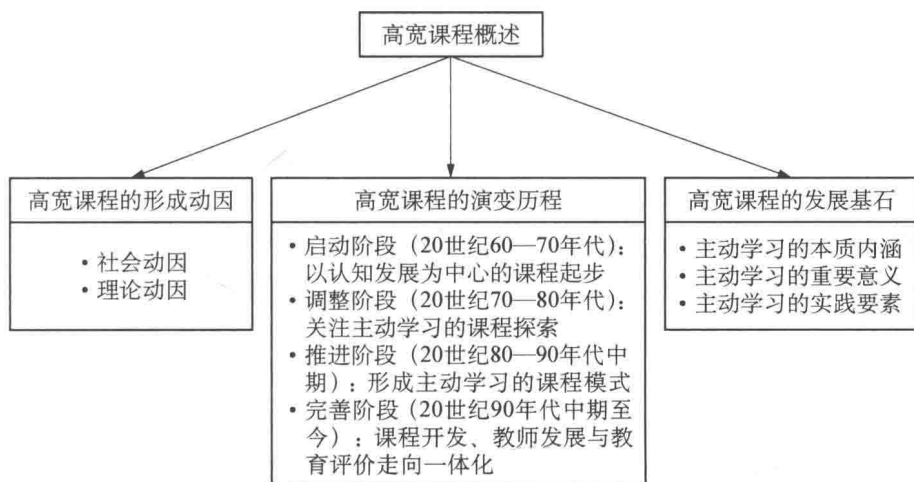 高宽课程概述
高宽课程的形成动因
• 社会动因
• 理论动因
高宽课程的演变历程
• 启动阶段（20世纪60—70年代）：
以认知发展为中心的课程起步
• 调整阶段（20世纪70—80年代）：
关注主动学习的课程探索
• 推进阶段（20世纪80—90年代中
期）：形成主动学习的课程模式
• 完善阶段（20世纪90年代中期至
今）：课程开发、教师发展与教
育评价走向一体化
高宽课程的发展基石
• 主动学习的本质内涵
• 主动学习的重要意义
• 主动学习的实践要素